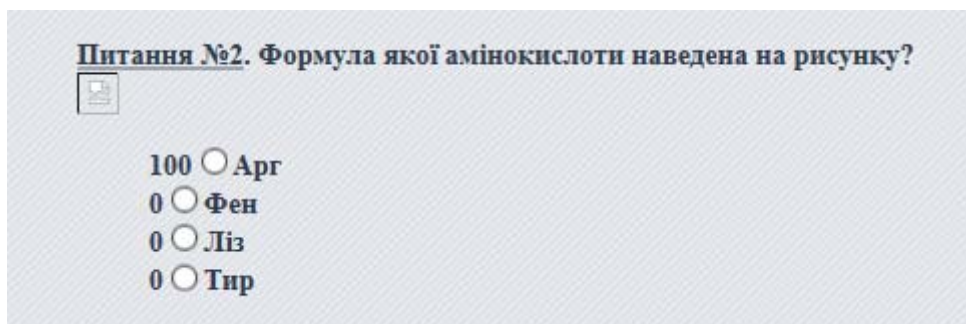 Питання №2. Формула якої амінокислоти наведена на рисунку?
100 Арг
0 Фен
0 Ліз
0 Тир